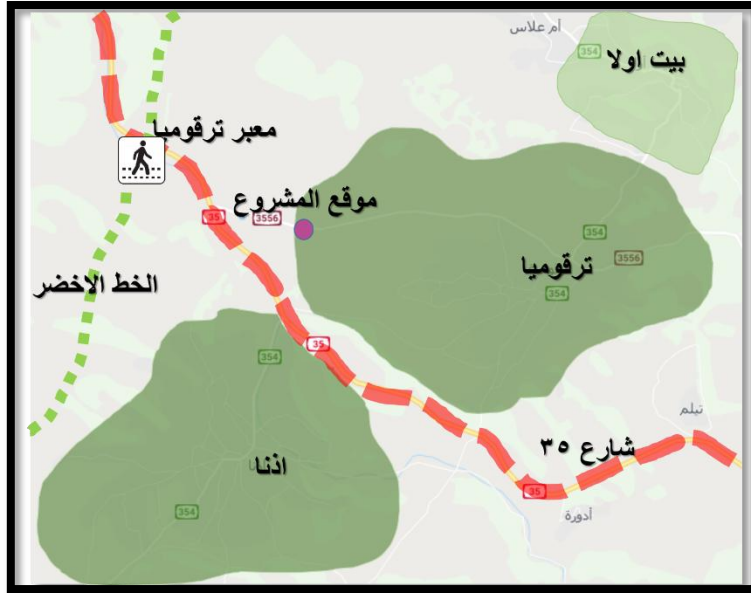 أم علاس
354
بيت اولا
معبر ترقوميا
موقع المشروع
35
3556
354
3556
ترقوميا
354
الخط الاخضر
35
354
تيلم
شارع ٣٥
اذنا
35
354
أدورة